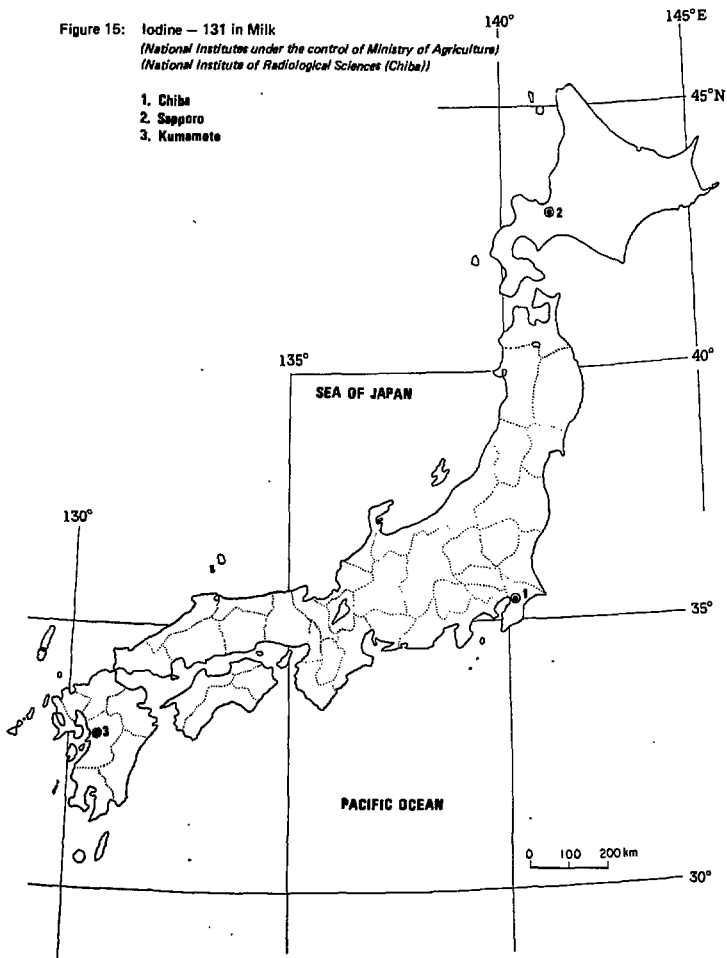 Figure 15: Iodine – 131 in Milk
(National Institutes under the control of Ministry of Agriculture)
(National Institute of Radiological Sciences (Chiba))
1. Chiba
2. Sapporo
3. Kumamoto
140°
145°E
45°N
2
40°
135°
SEA OF JAPAN
130°
1
35°
3
PACIFIC OCEAN
0 100 200 km
30°